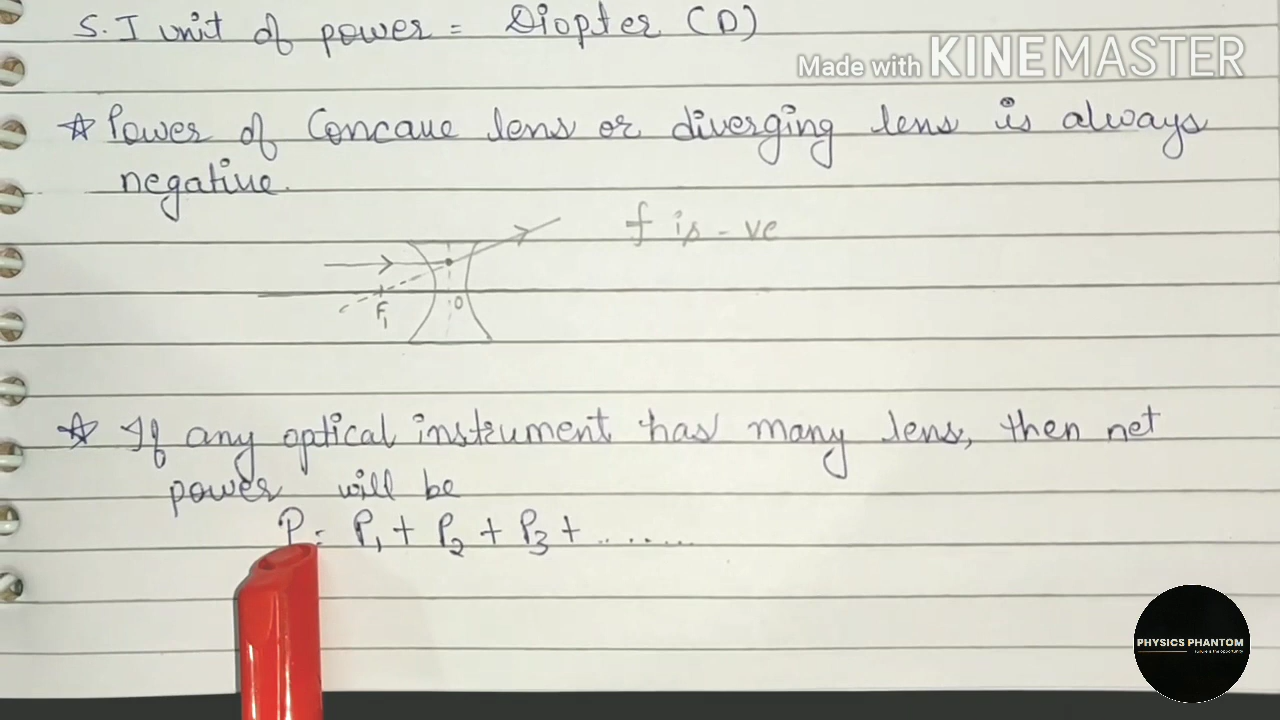 S.I unit of power = Diopter (D)
Made with KINEMASTER
☆ Power of Concave lens or diverging lens is always
negative.
f is -ve
F₁
O
☆ If any optical instrument has many lens, then net
power will be
P = P₁ + P₂ + P₃ + ........
PHYSICS PHANTOM